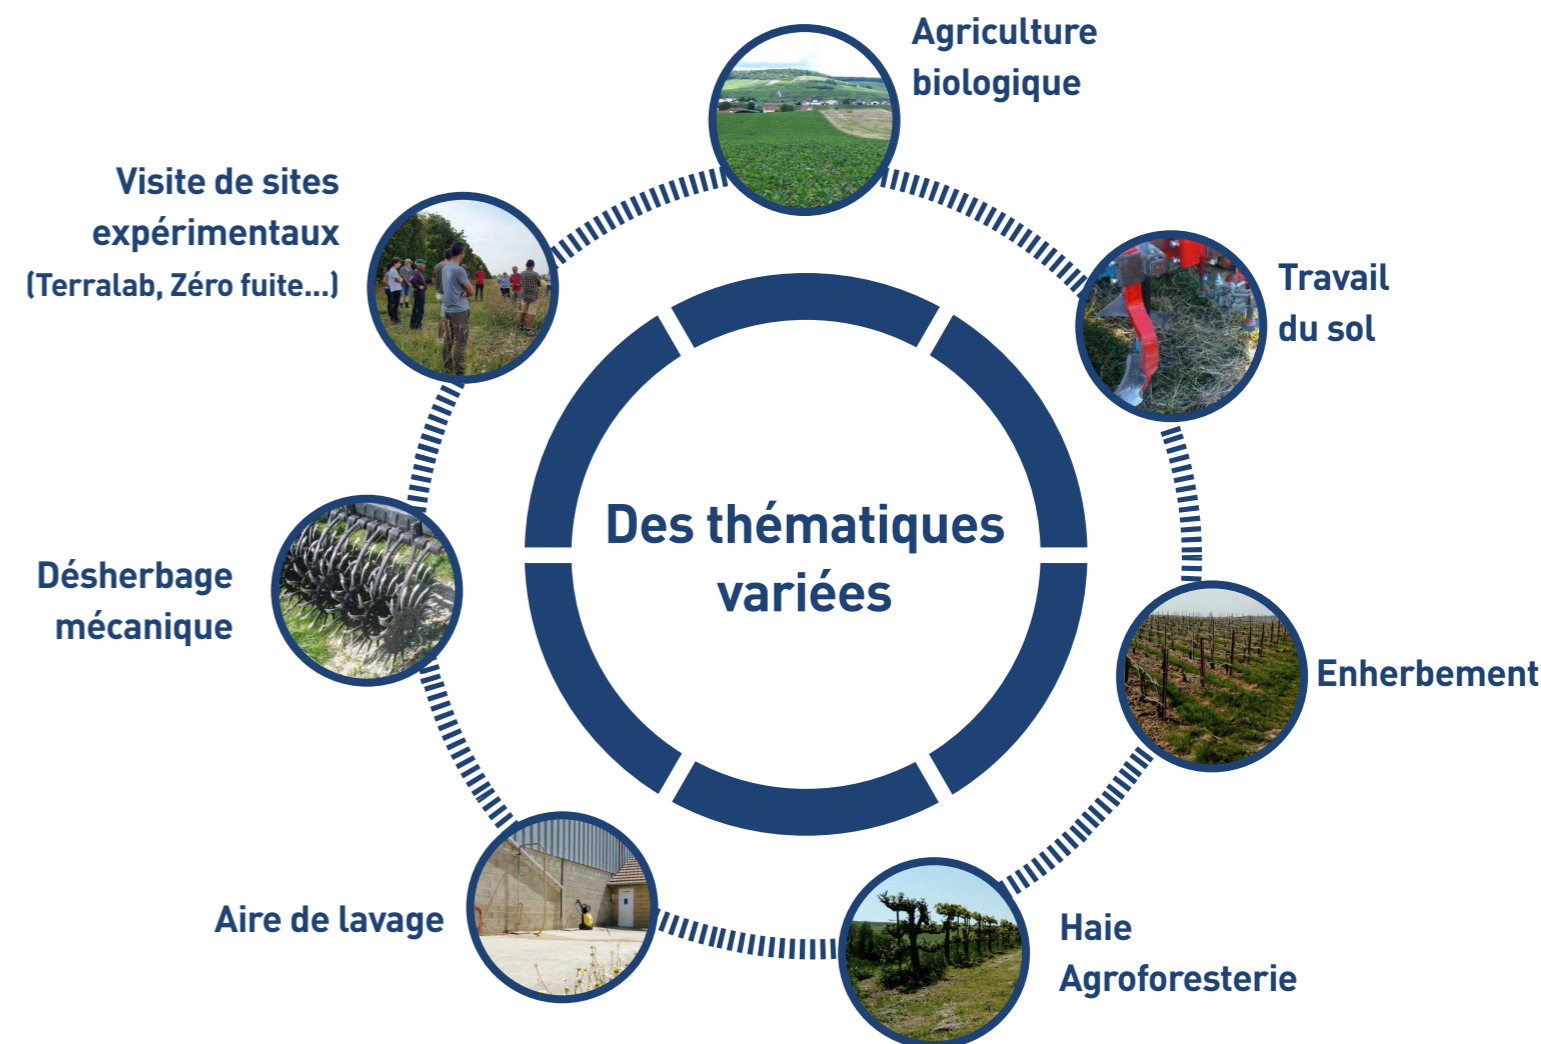 Agriculture
biologique
Visite de sites
expérimentaux
(Terralab, Zéro fuite...)
Travail
du sol
Des thématiques
variées
Désherbage
mécanique
Enherbement
Aire de lavage
Haie
Agroforesterie